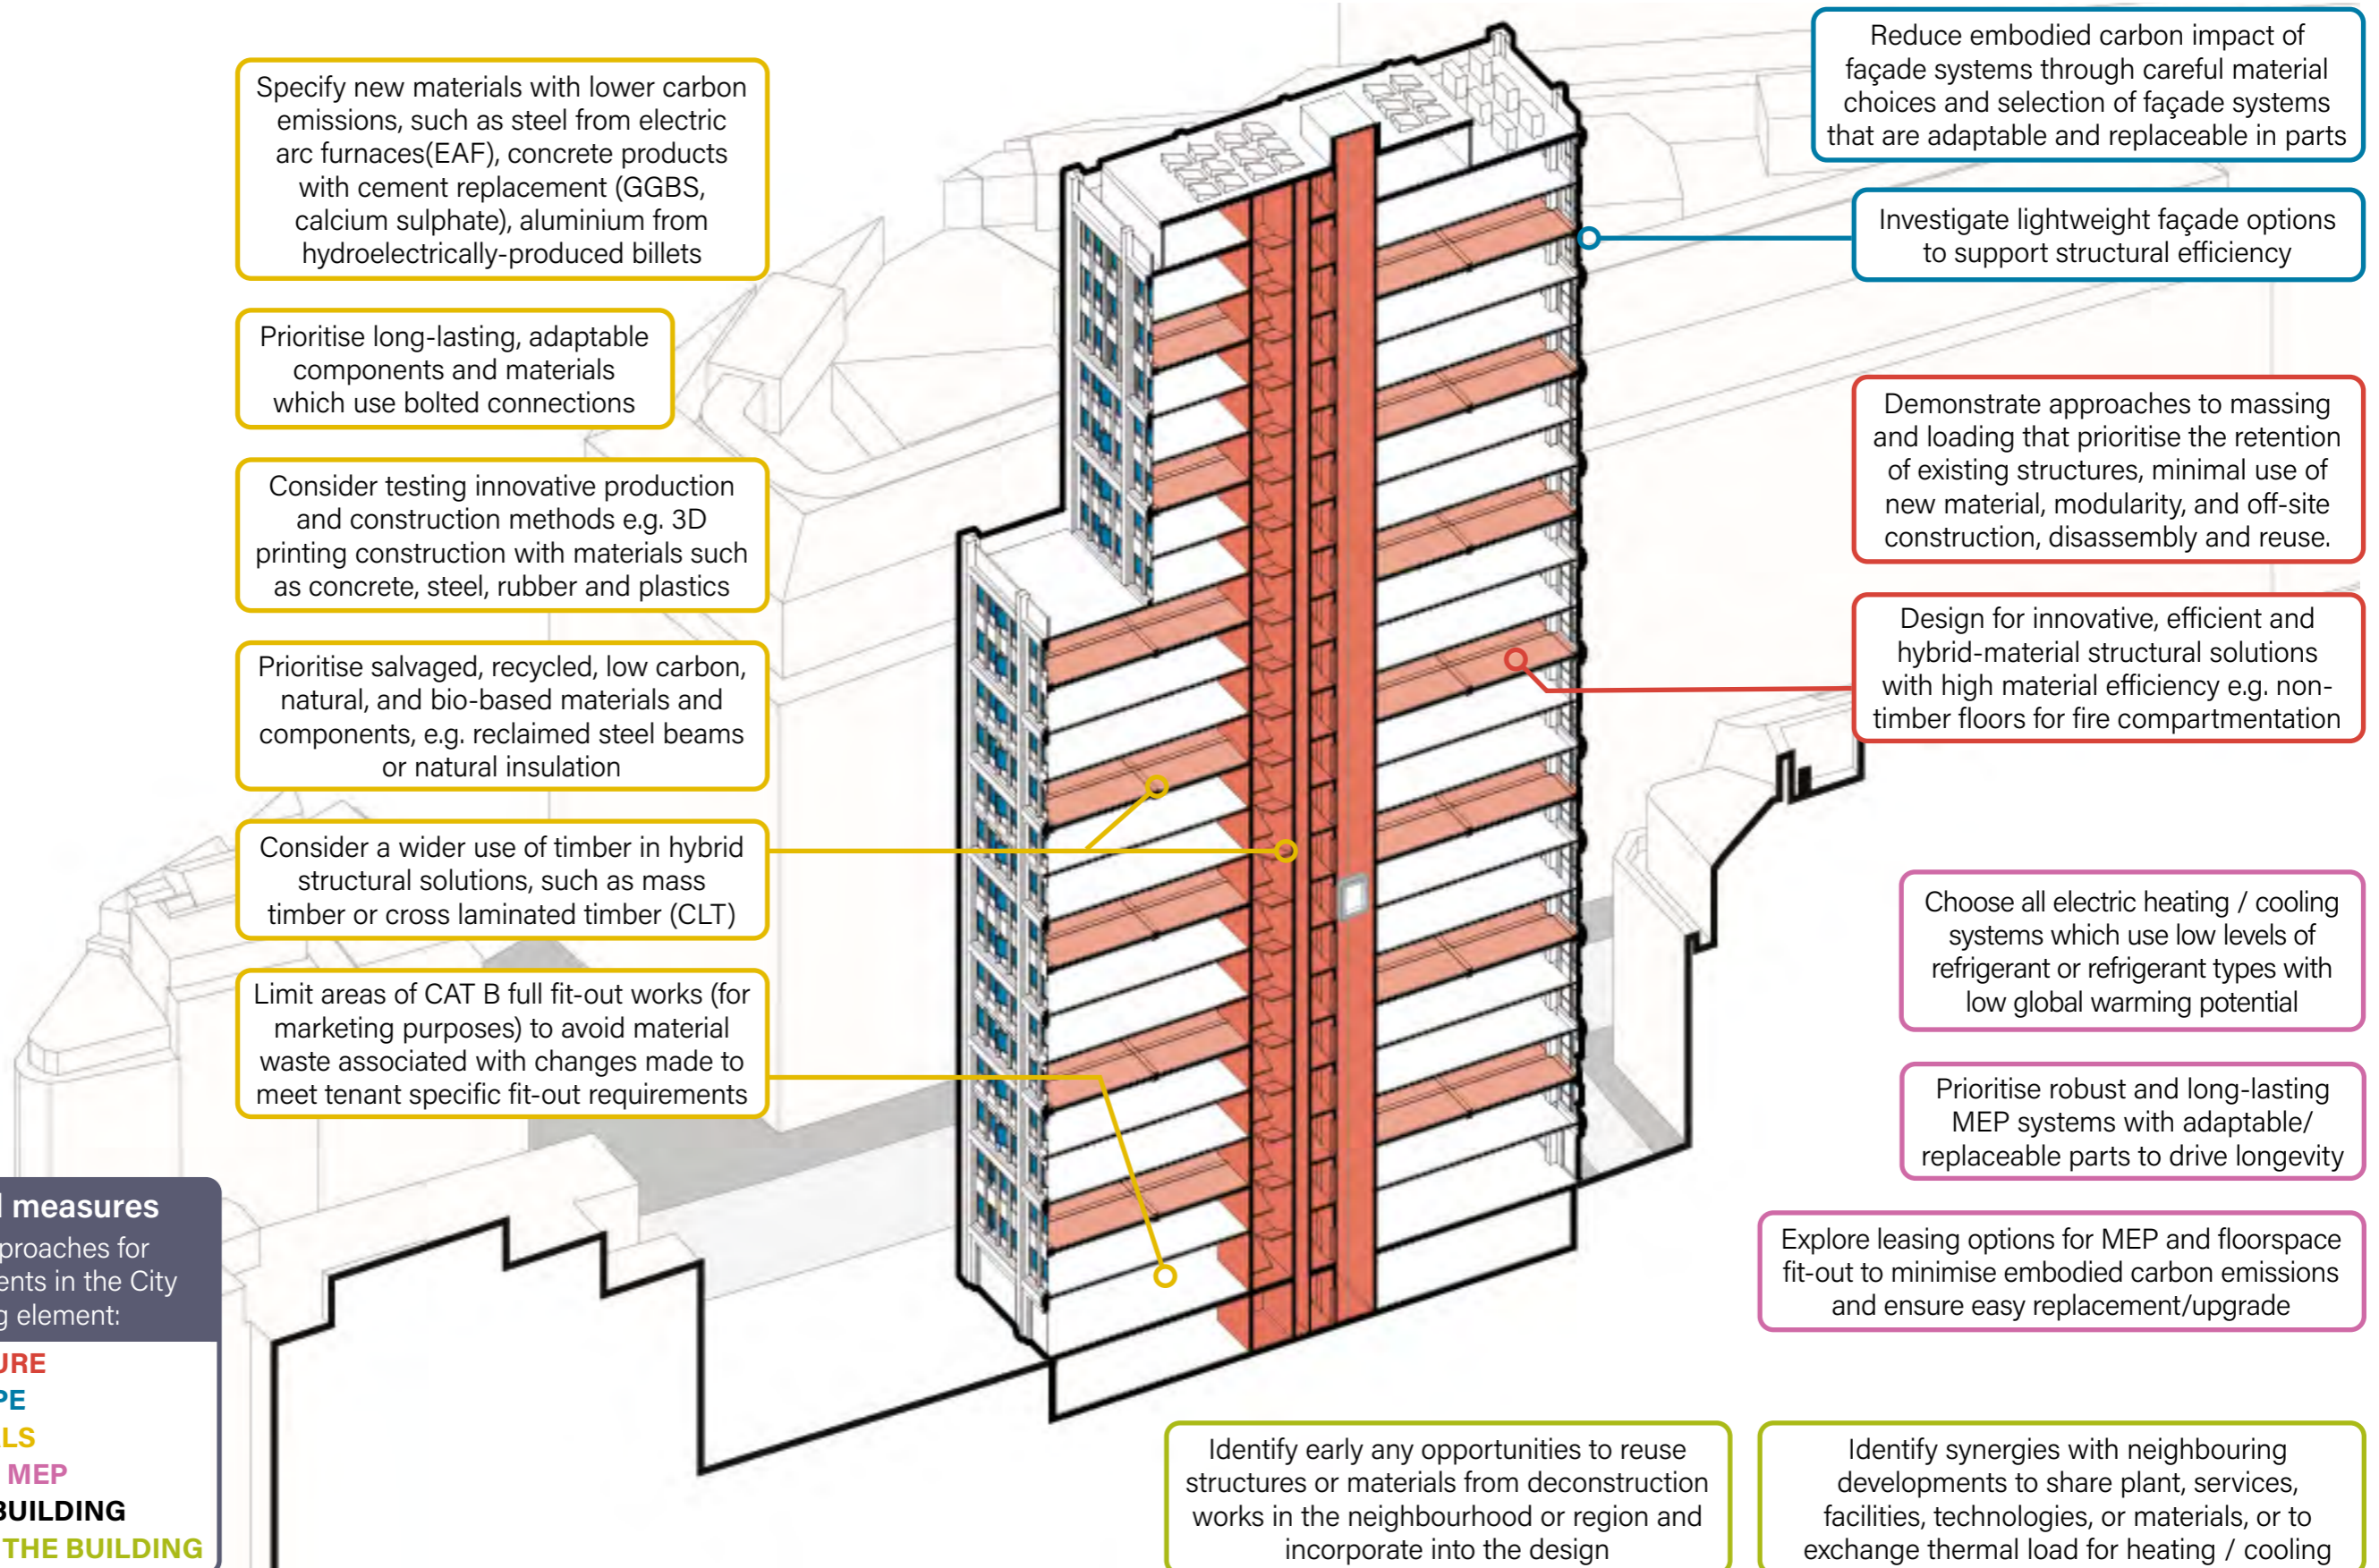 Specify new materials with lower carbon
emissions, such as steel from electric
arc furnaces(EAF), concrete products
with cement replacement (GGBS,
calcium sulphate), aluminium from
hydroelectrically-produced billets
Prioritise long-lasting, adaptable
components and materials
which use bolted connections
Consider testing innovative production
and construction methods e.g. 3D
printing construction with materials such
as concrete, steel, rubber and plastics
Prioritise salvaged, recycled, low carbon,
natural, and bio-based materials and
components, e.g. reclaimed steel beams
or natural insulation
Consider a wider use of timber in hybrid
structural solutions, such as mass
timber or cross laminated timber (CLT)
Limit areas of CAT B full fit-out works (for
marketing purposes) to avoid material
waste associated with changes made to
meet tenant specific fit-out requirements
Reduce embodied carbon impact of
façade systems through careful material
choices and selection of façade systems
that are adaptable and replaceable in parts
Investigate lightweight façade options
to support structural efficiency
Demonstrate approaches to massing
and loading that prioritise the retention
of existing structures, minimal use of
new material, modularity, and off-site
construction, disassembly and reuse.
Design for innovative, efficient and
hybrid-material structural solutions
with high material efficiency e.g. non-
timber floors for fire compartmentation
Choose all electric heating / cooling
systems which use low levels of
refrigerant or refrigerant types with
low global warming potential
Prioritise robust and long-lasting
MEP systems with adaptable/
replaceable parts to drive longevity
Explore leasing options for MEP and floorspace
fit-out to minimise embodied carbon emissions
and ensure easy replacement/upgrade
Identify early any opportunities to reuse
structures or materials from deconstruction
works in the neighbourhood or region and
incorporate into the design
Identify synergies with neighbouring
developments to share plant, services,
facilities, technologies, or materials, or to
exchange thermal load for heating / cooling
measures
proaches for
ents in the City
g element:
URE
PE
LS
MEP
BUILDING
THE BUILDING